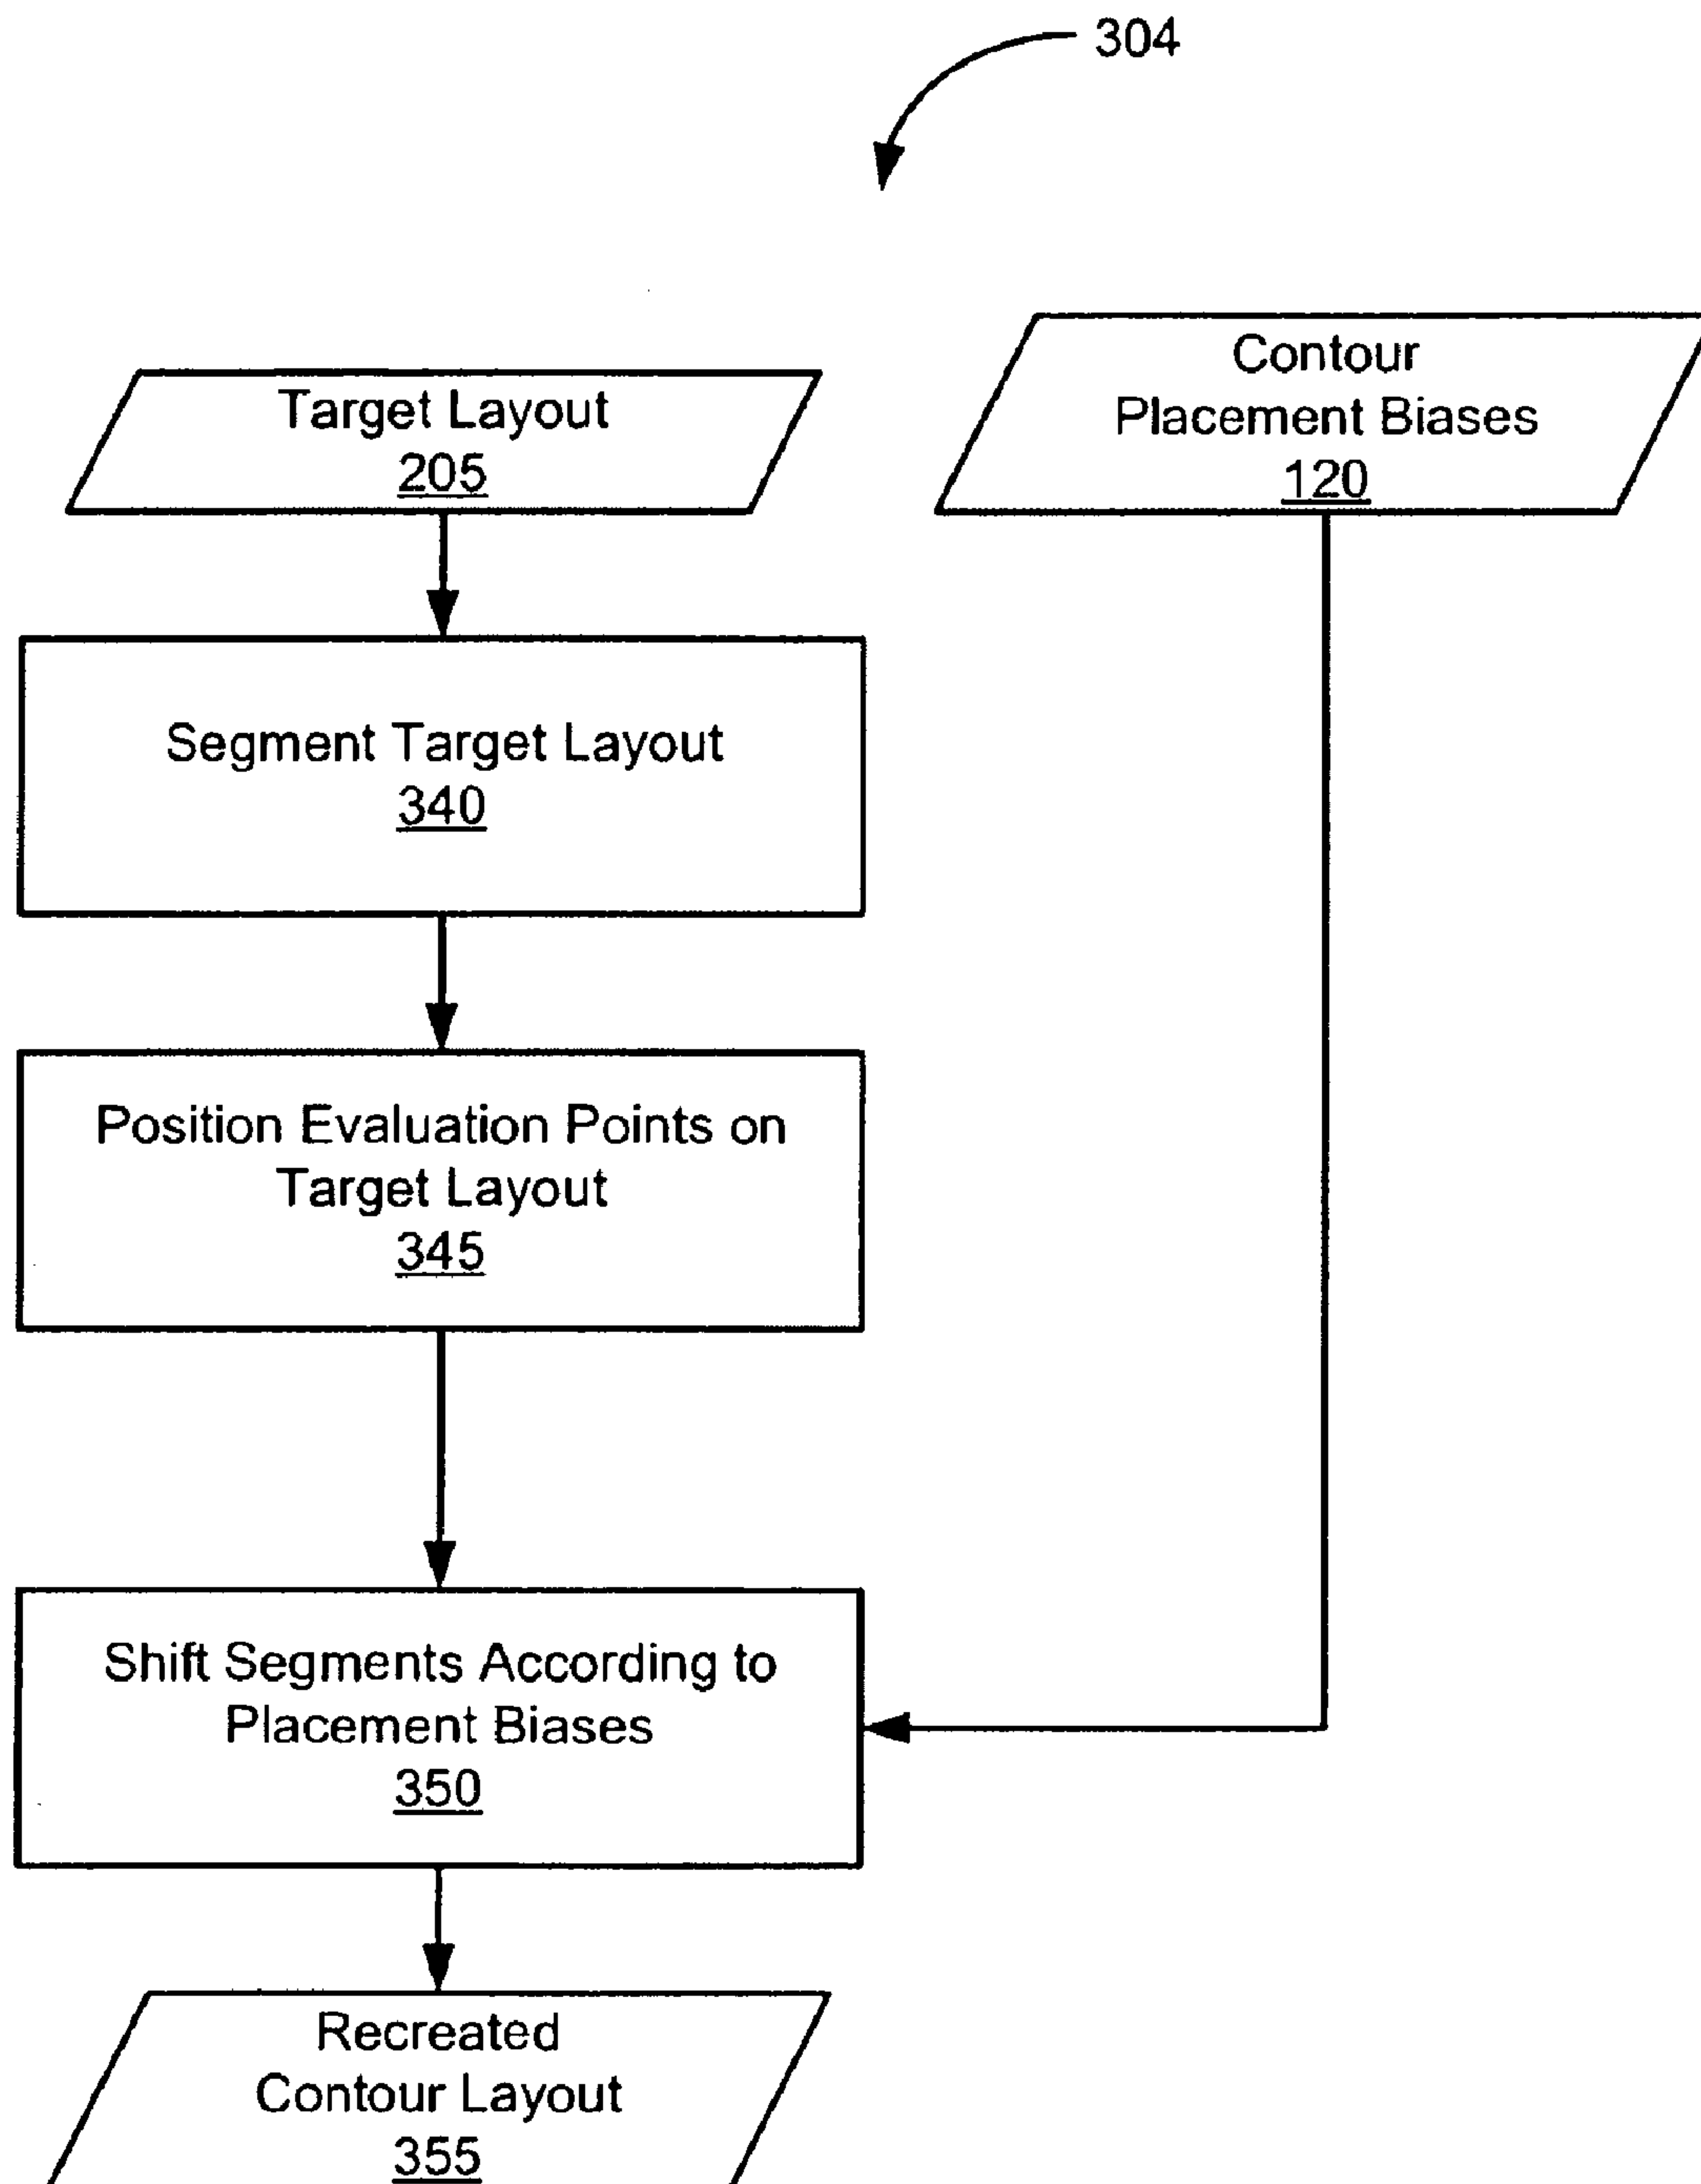 304
Target Layout
205
Contour
Placement Biases
120
Segment Target Layout
340
Position Evaluation Points on
Target Layout
345
Shift Segments According to
Placement Biases
350
Recreated
Contour Layout
355